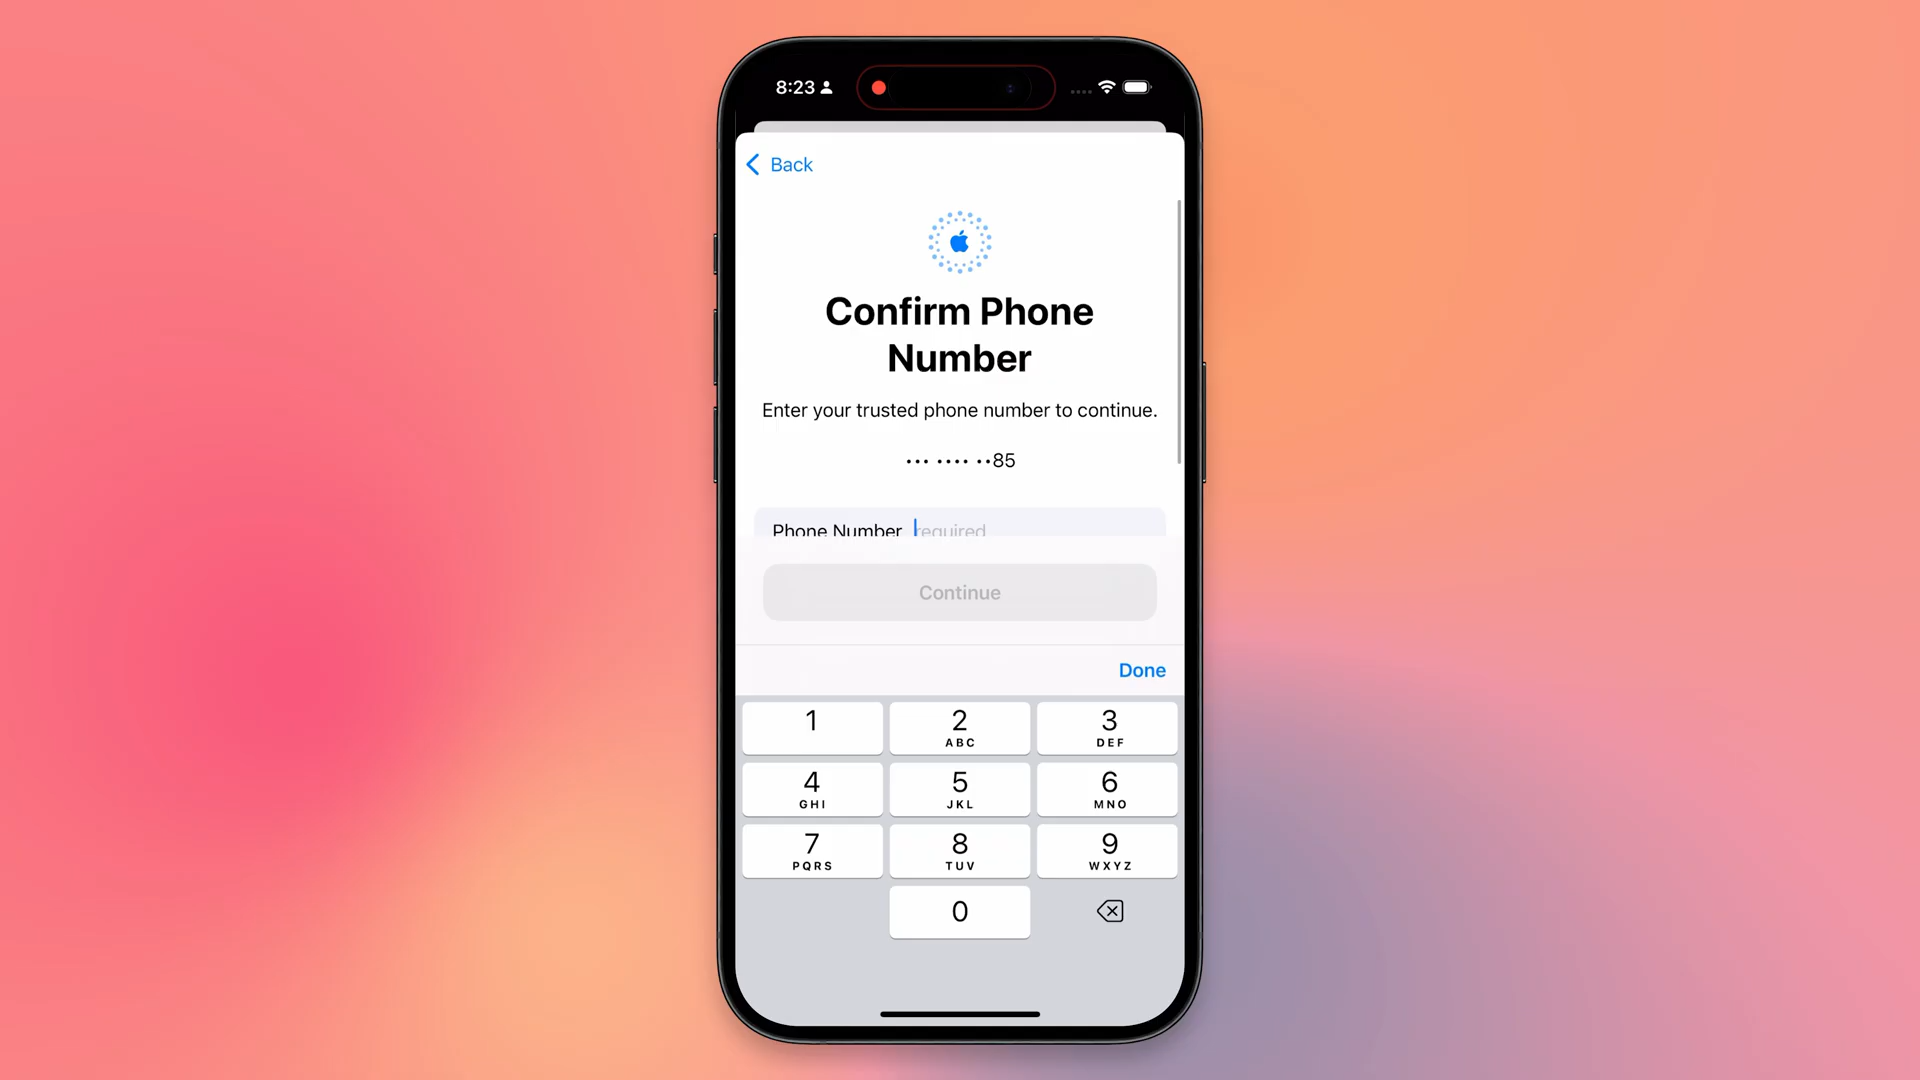 8:23
Back
Confirm Phone
Number
Enter your trusted phone number to continue.
••• •••• ••85
Phone Number required
Continue
Done
1 2 3
ABC DEF
4 5 6
GHI JKL MNO
7 8 9
PQRS TUV WXYZ
0